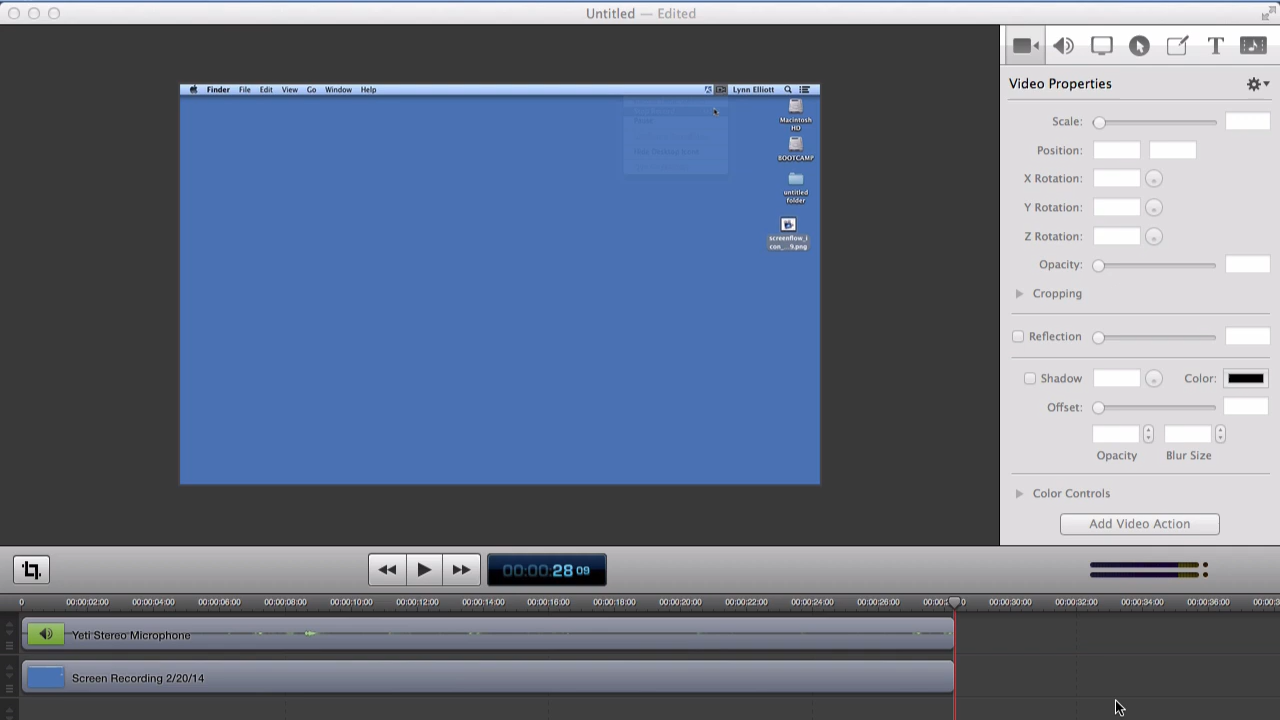 Untitled — Edited
Finder File Edit View Go Window Help
Lynn Elliott
Macintosh
HD
BOOTCAMP
untitled
folder
screenflow_i
con_...9.png
Video Properties
Scale:
Position:
X Rotation:
Y Rotation:
Z Rotation:
Opacity:
Cropping
Reflection
Shadow
Color:
Offset:
Opacity
Blur Size
Color Controls
Add Video Action
00:00:28 09
0 00:00:02:00 00:00:04:00 00:00:06:00 00:00:08:00 00:00:10:00 00:00:12:00 00:00:14:00 00:00:16:00 00:00:18:00 00:00:20:00 00:00:22:00 00:00:24:00 00:00:26:00 00:00:30:00 00:00:32:00 00:00:34:00 00:00:36:00
Yeti Stereo Microphone
Screen Recording 2/20/14